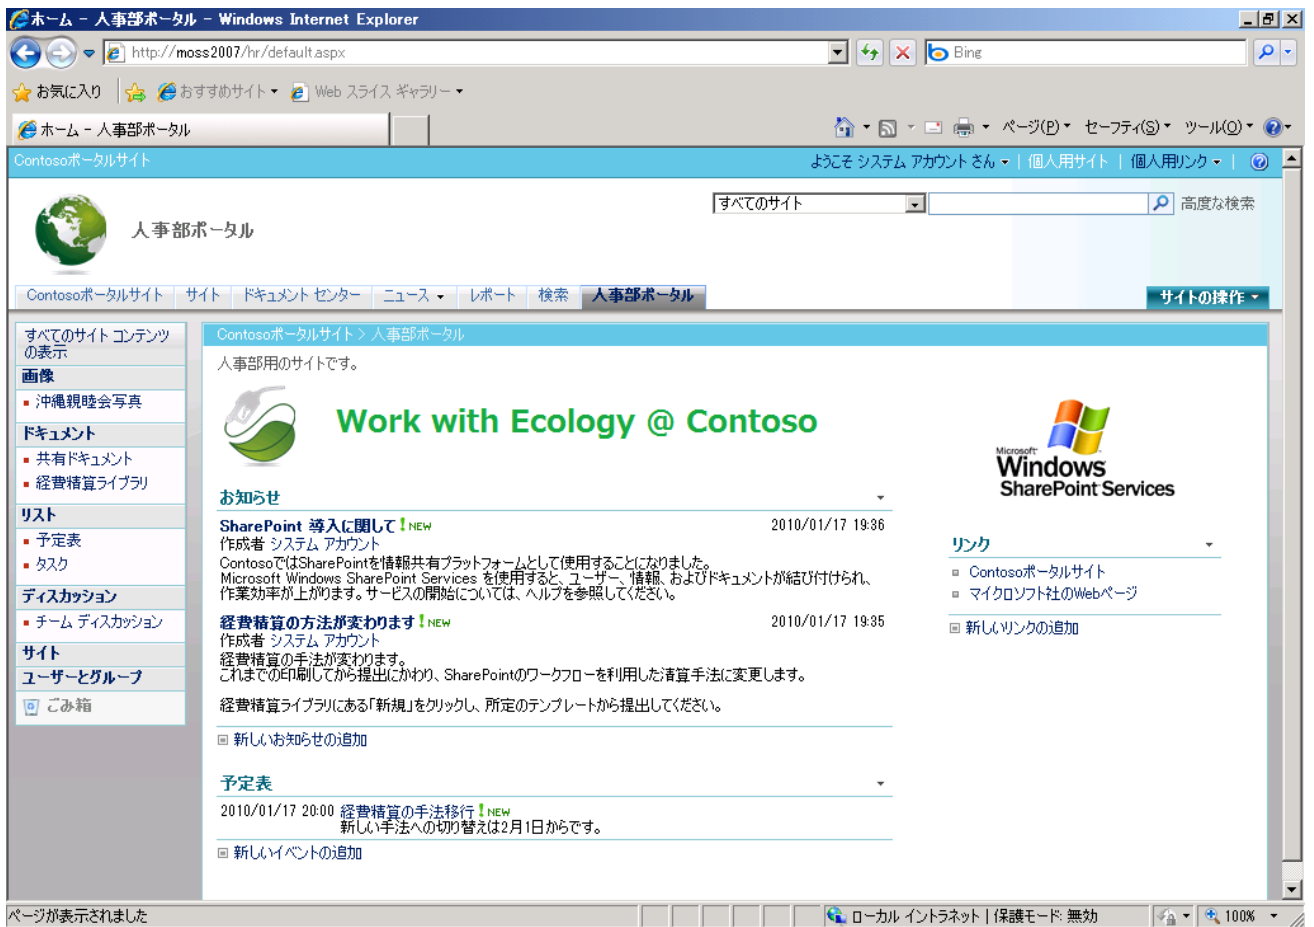 ホーム - 人事部ポータル - Windows Internet Explorer
http://moss2007/hr/default.aspx
Bing
お気に入り
おすすめサイト
Web スライス ギャラリー
ホーム - 人事部ポータル
ページ(P)
セーフティ(S)
ツール(O)
Contosoポータルサイト
ようこそ システム アカウント さん
個人用サイト
個人用リンク
人事部ポータル
すべてのサイト
高度な検索
Contosoポータルサイト
サイト
ドキュメント センター
ニュース
レポート
検索
人事部ポータル
サイトの操作
すべてのサイト コンテンツ
の表示
画像
沖縄親睦会写真
ドキュメント
共有ドキュメント
経費精算ライブラリ
リスト
予定表
タスク
ディスカッション
チーム ディスカッション
サイト
ユーザーとグループ
ごみ箱
Contosoポータルサイト > 人事部ポータル
人事部用のサイトです。
Work with Ecology @ Contoso
お知らせ
SharePoint 導入に関して ! NEW
2010/01/17 19:36
作成者 システム アカウント
ContosoではSharePointを情報共有プラットフォームとして使用することになりました。
Microsoft Windows SharePoint Services を使用すると、ユーザー、情報、およびドキュメントが結び付けられ、
作業効率が上がります。サービスの開始については、ヘルプを参照してください。
経費精算の方法が変わります ! NEW
2010/01/17 19:35
作成者 システム アカウント
経費精算の手法が変わります。
これまでの印刷してから提出にかわり、SharePointのワークフローを利用した清算手法に変更します。
経費精算ライブラリにある「新規」をクリックし、所定のテンプレートから提出してください。
新しいお知らせの追加
予定表
2010/01/17 20:00 経費精算の手法移行 ! NEW
新しい手法への切り替えは2月1日からです。
新しいイベントの追加
Microsoft
Windows
SharePoint Services
リンク
Contosoポータルサイト
マイクロソフト社のWebページ
新しいリンクの追加
ページが表示されました
ローカル イントラネット | 保護モード: 無効
100%